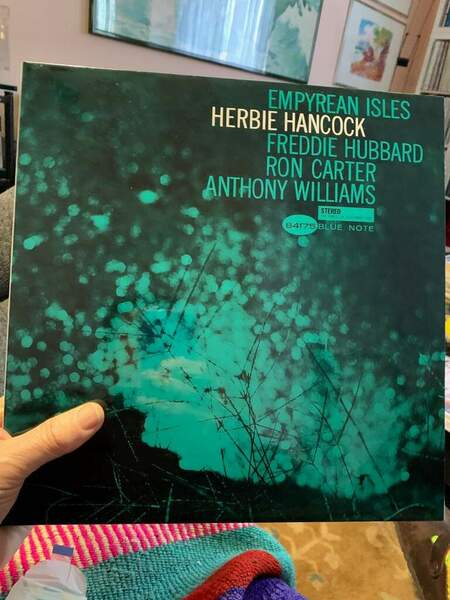 EMPYREAN ISLES
HERBIE HANCOCK
FREDDIE HUBBARD
RON CARTER
ANTHONY WILLIAMS
STEREO
84175 BLUE NOTE